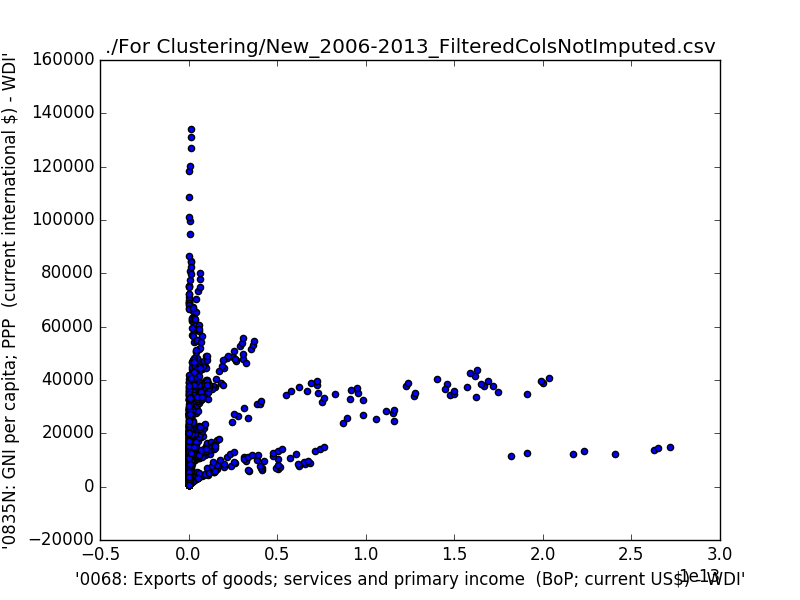 ./For Clustering/New_2006-2013_FilteredColsNotImputed.csv
'0835N: GNI per capita; PPP (current international $) - WDI'
160000
140000
120000
100000
80000
60000
40000
20000
0
−20000
−0.5 0.0 0.5 1.0 1.5 2.0 2.5 3.0
1e13
'0068: Exports of goods; services and primary income (BoP; current US$) - WDI'